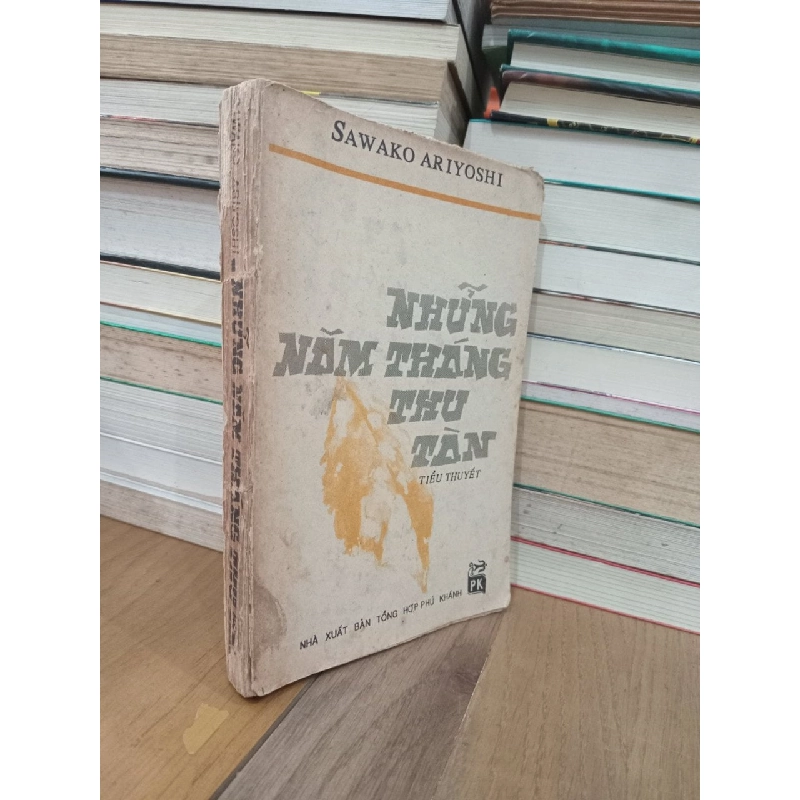 SAWAKO ARIYOSHI
NHỮNG
NĂM THÁNG
THU
TÀN
TIỂU THUYẾT
PK
NHÀ XUẤT BẢN TỔNG HỢP PHÚ KHÁNH